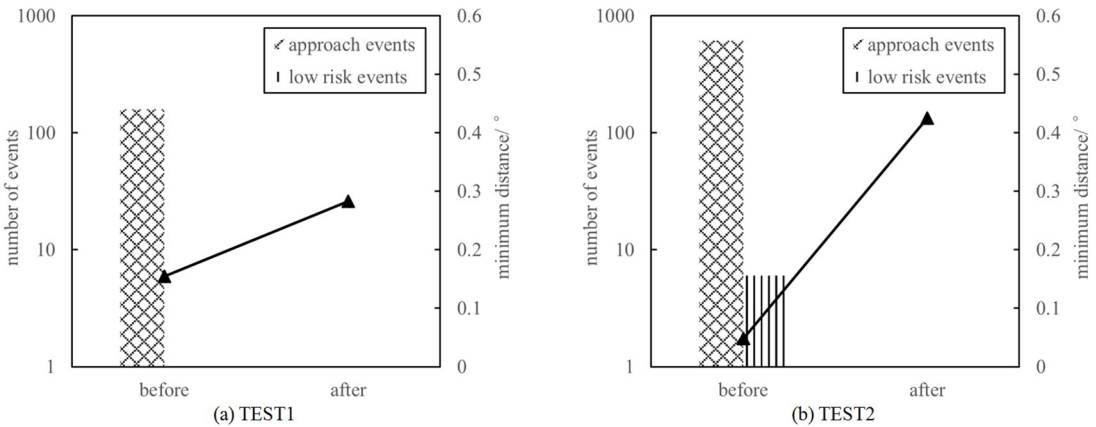 1000
100
10
1
number of events
approach events
low risk events
0.6
0.5
0.4
0.3
0.2
0.1
0
minimum distance/ °
before
after
(a) TEST1
1000
100
10
1
number of events
approach events
low risk events
0.6
0.5
0.4
0.3
0.2
0.1
0
minimum distance/ °
before
after
(b) TEST2